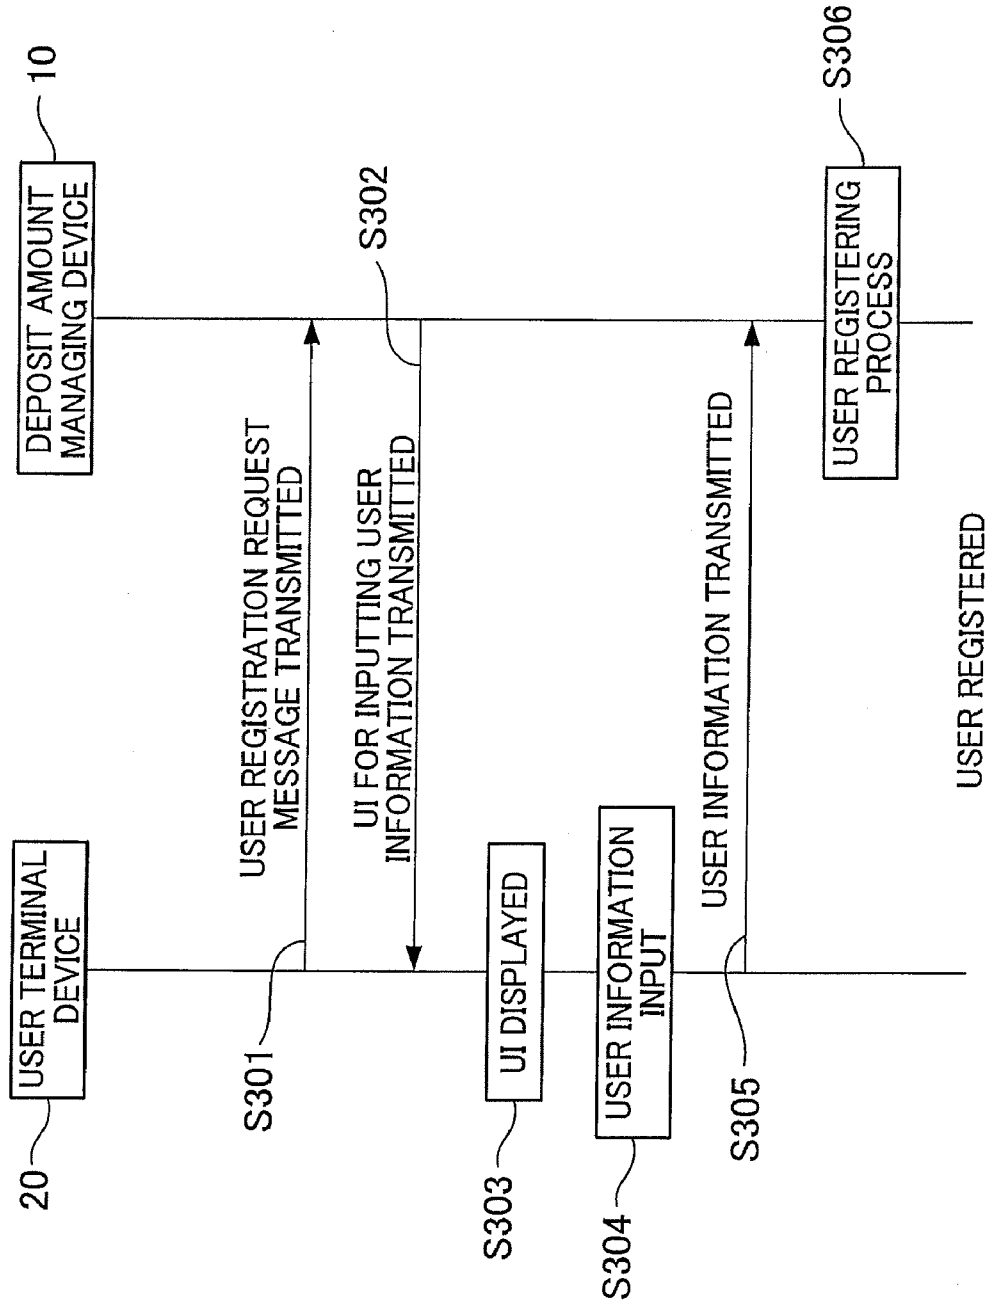 20
USER TERMINAL
DEVICE
DEPOSIT AMOUNT
MANAGING DEVICE
10
S301
USER REGISTRATION REQUEST
MESSAGE TRANSMITTED
UI FOR INPUTTING USER
INFORMATION TRANSMITTED
S302
S303
UI DISPLAYED
S304
USER INFORMATION
INPUT
S305
USER INFORMATION TRANSMITTED
USER REGISTERING
PROCESS
S306
USER REGISTERED